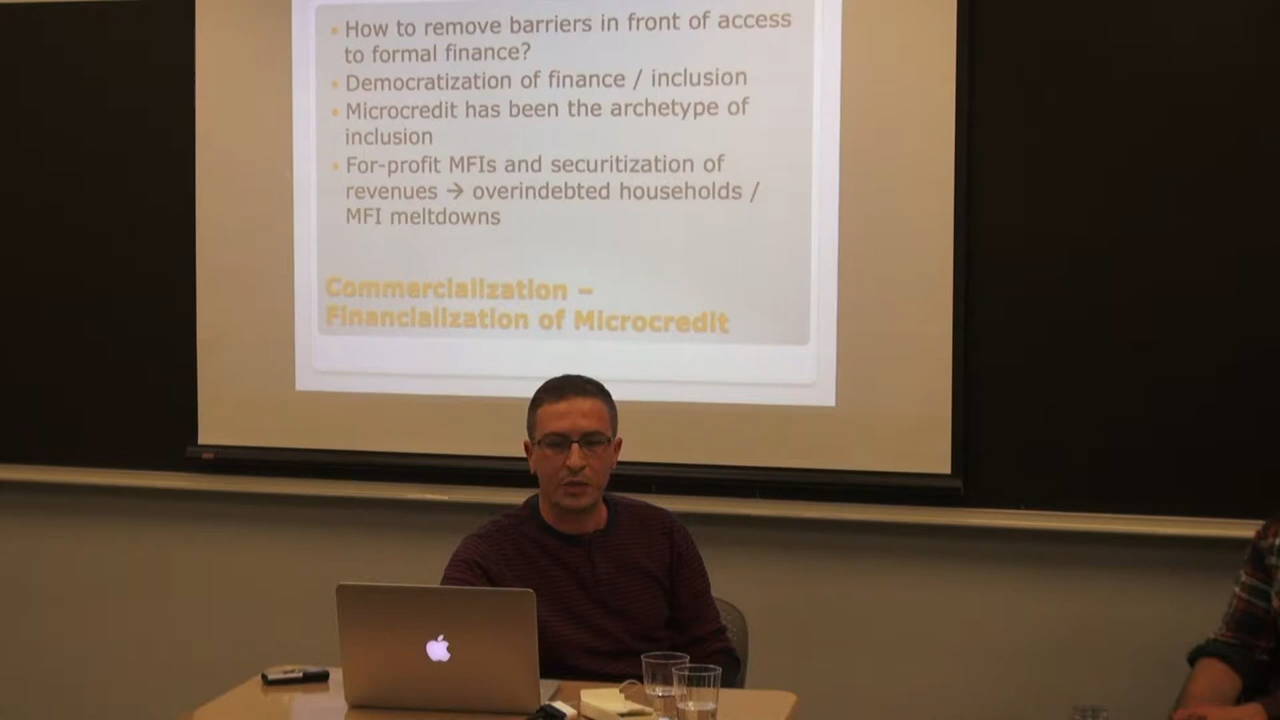 How to remove barriers in front of access
to formal finance?
Democratization of finance / inclusion
Microcredit has been the archetype of
inclusion
For-profit MFIs and securitization of
revenues → overindebted households /
MFI meltdowns
Commercialization –
Financialization of Microcredit